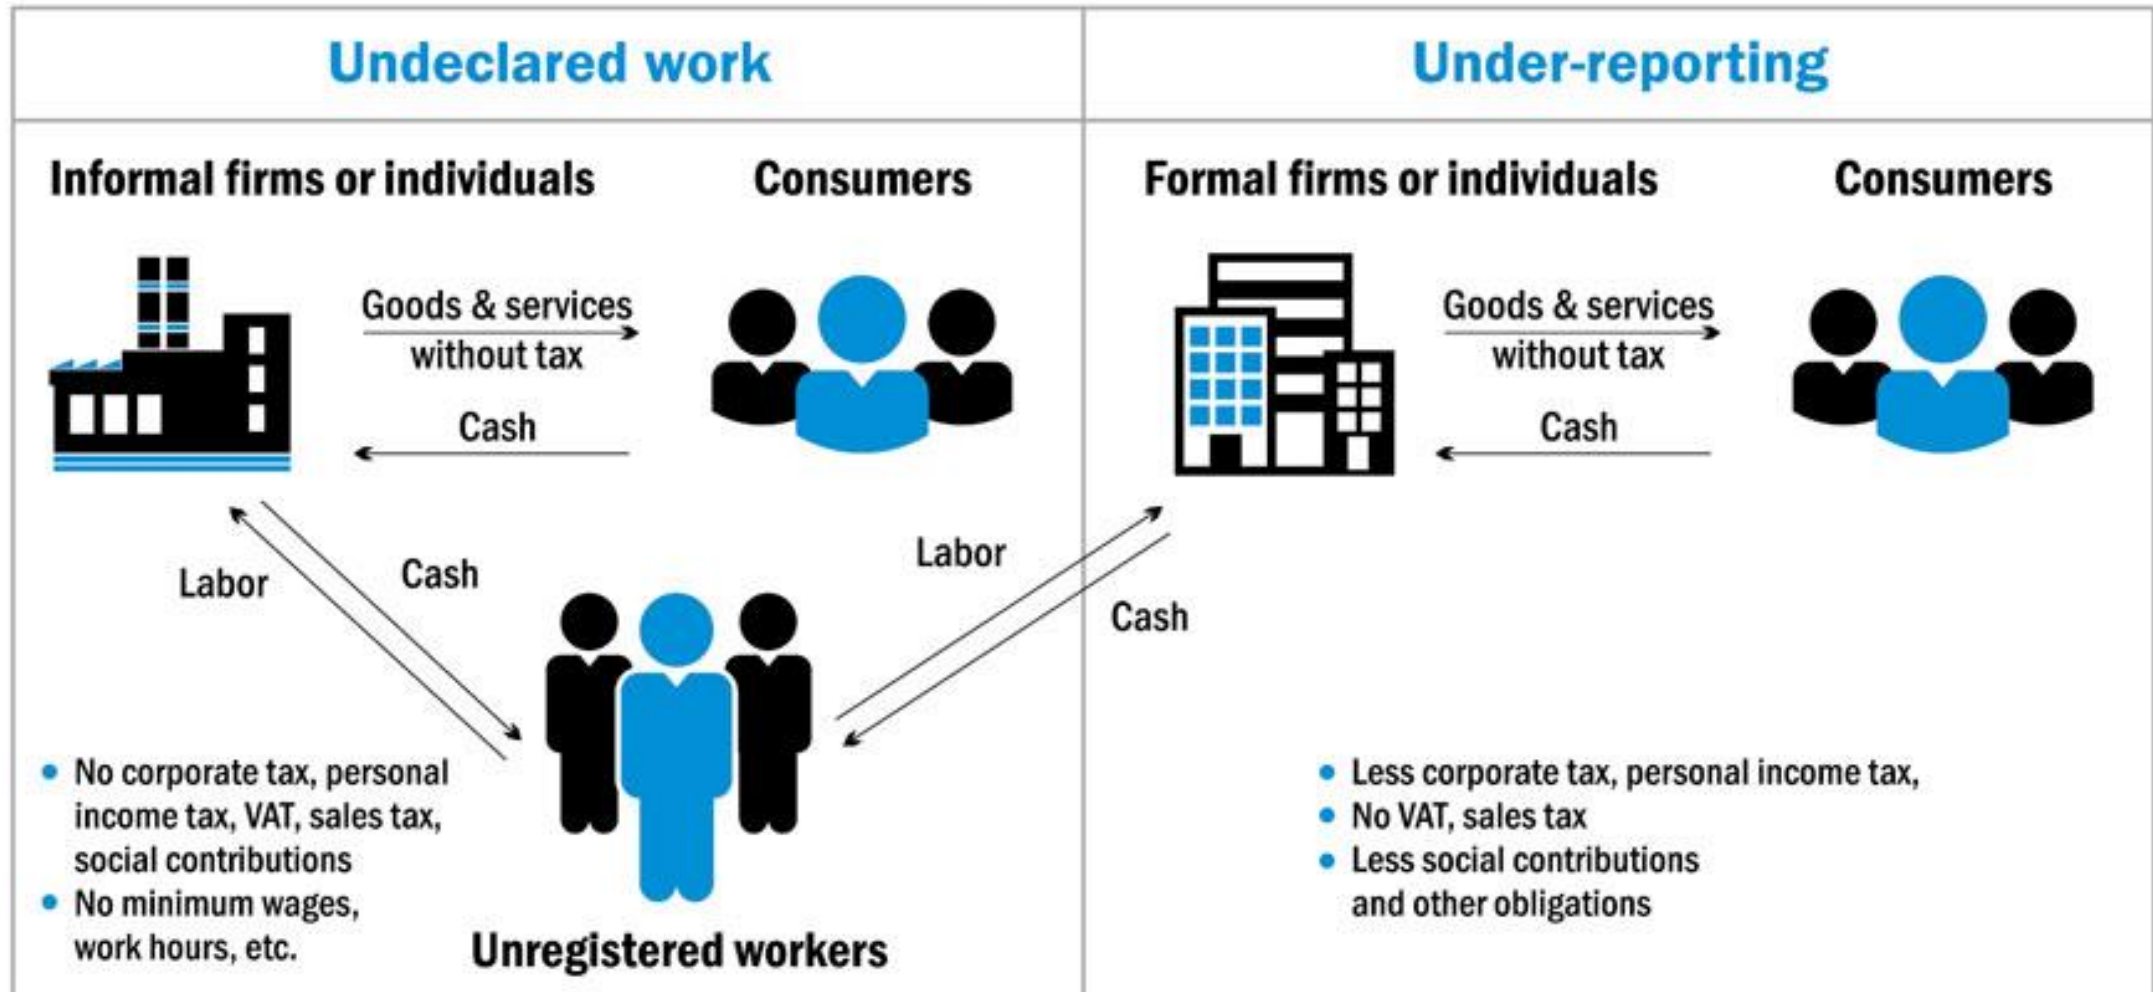 Undeclared work
Under-reporting
Informal firms or individuals
Consumers
Formal firms or individuals
Consumers
Goods & services
without tax
Cash
Goods & services
without tax
Cash
Labor
Cash
Labor
Cash
• No corporate tax, personal
income tax, VAT, sales tax,
social contributions
• No minimum wages,
work hours, etc.
Unregistered workers
• Less corporate tax, personal income tax,
• No VAT, sales tax
• Less social contributions
and other obligations